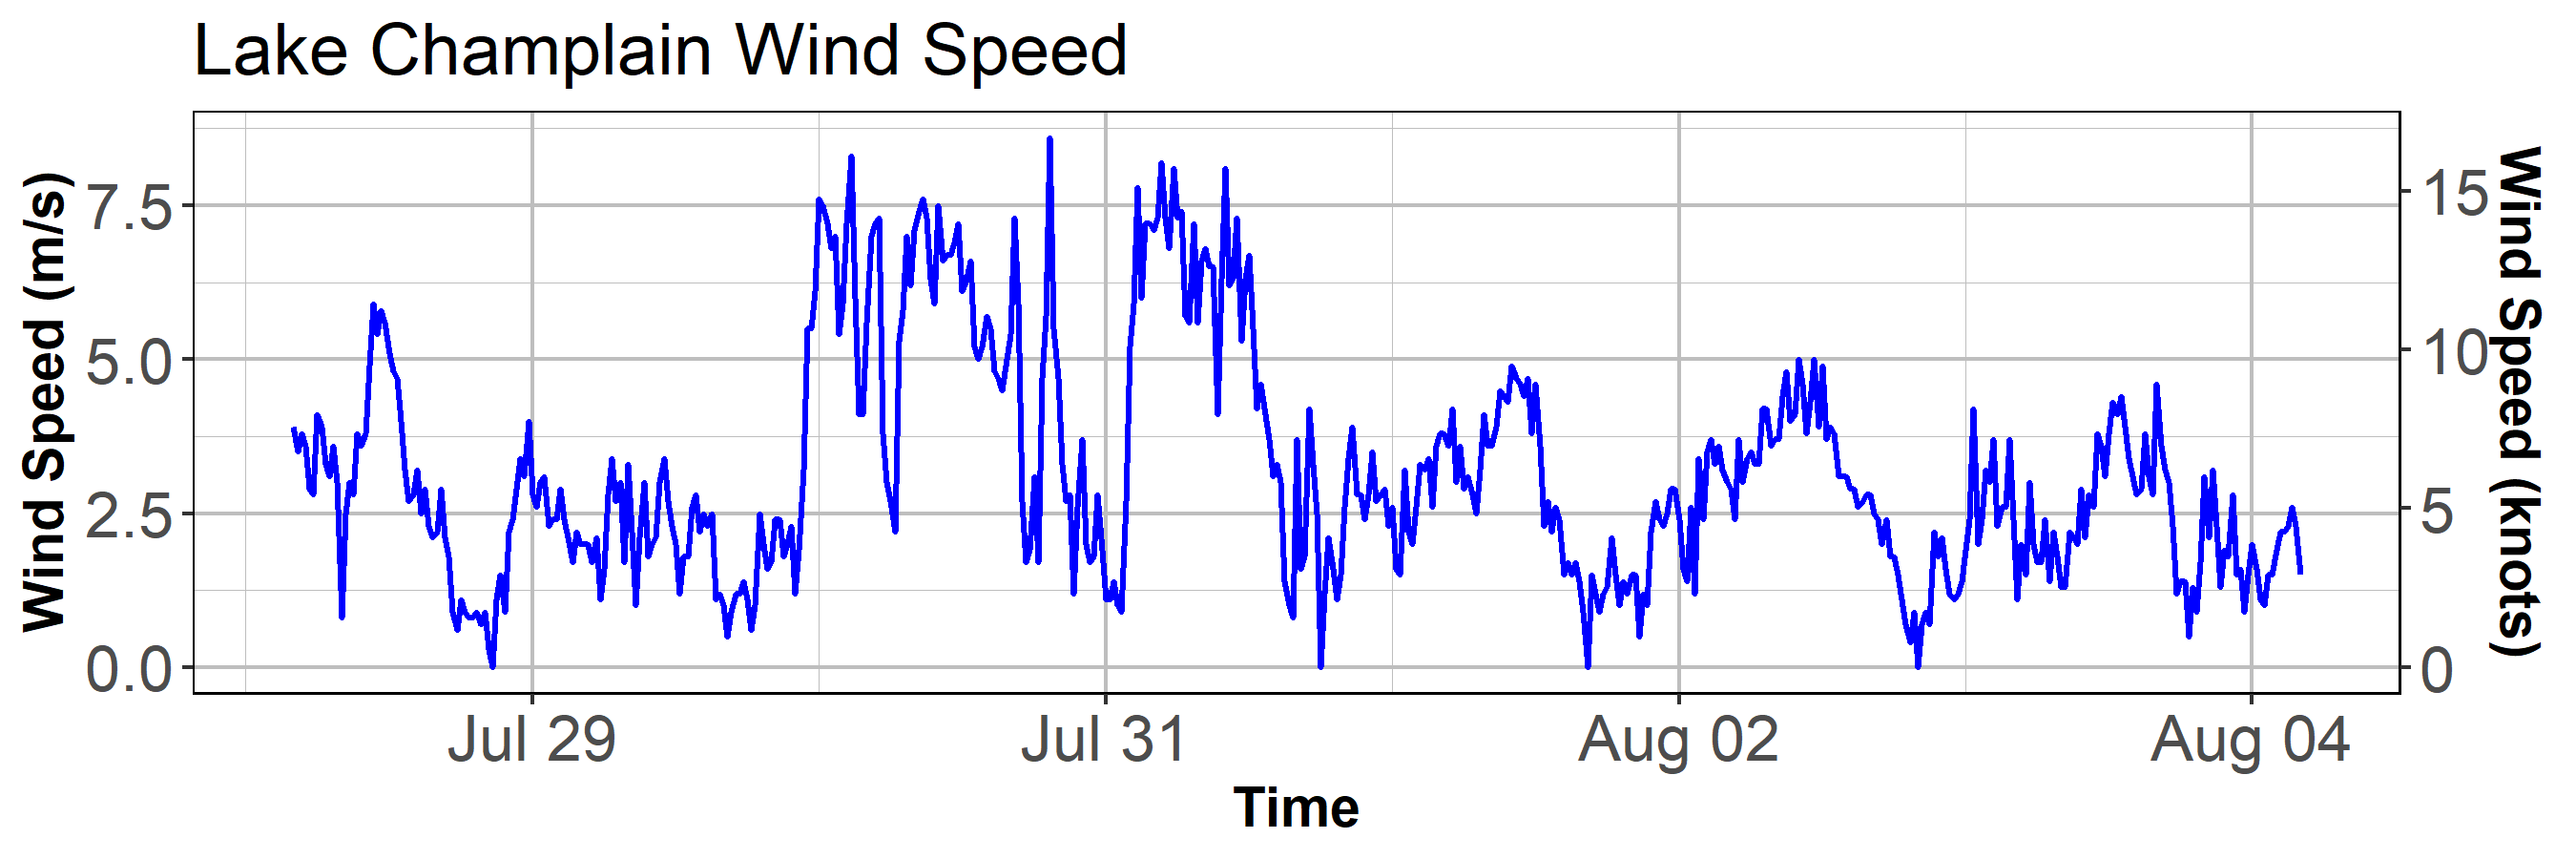 Lake Champlain Wind Speed
Wind Speed (m/s)
7.5
5.0
2.5
0.0
15
10
5
0
Wind Speed (knots)
Jul 29
Jul 31
Aug 02
Aug 04
Time